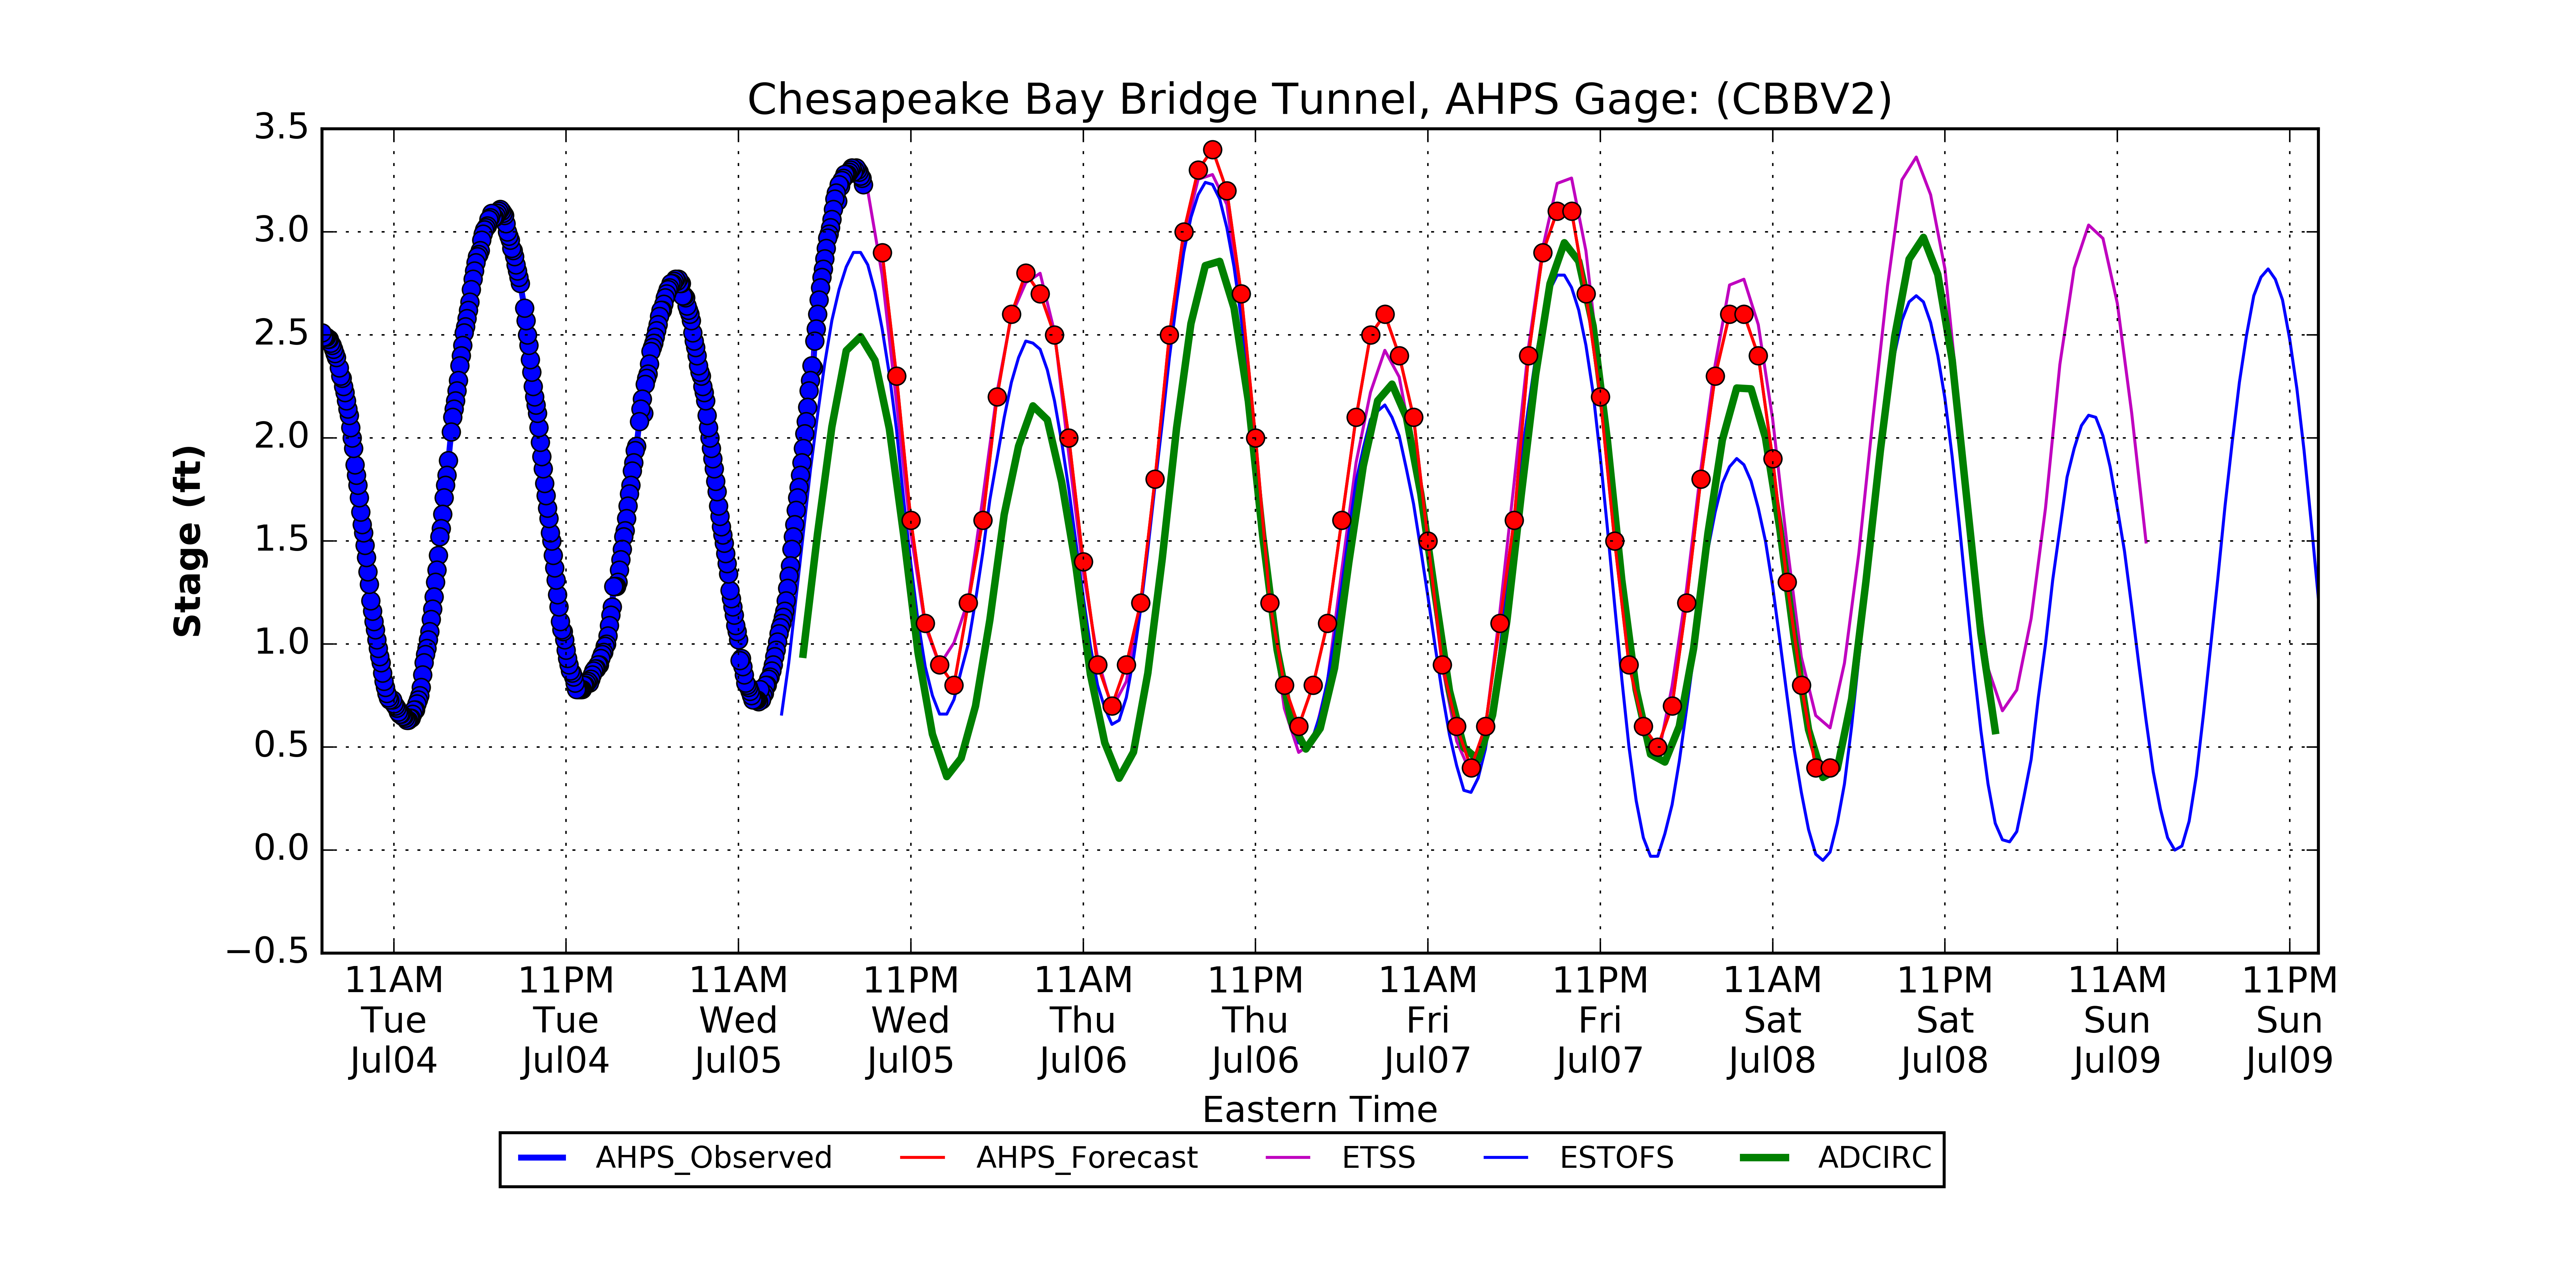 Chesapeake Bay Bridge Tunnel, AHPS Gage: (CBBV2)
3.5
3.0
2.5
2.0
1.5
1.0
0.5
0.0
−0.5
Stage (ft)
11AM 11PM 11AM 11PM 11AM 11PM 11AM 11PM 11AM 11PM 11AM 11PM
Tue Tue Wed Wed Thu Thu Fri Fri Sat Sat Sun Sun
Jul04 Jul04 Jul05 Jul05 Jul06 Jul06 Jul07 Jul07 Jul08 Jul08 Jul09 Jul09
Eastern Time
AHPS_Observed AHPS_Forecast ETSS ESTOFS ADCIRC